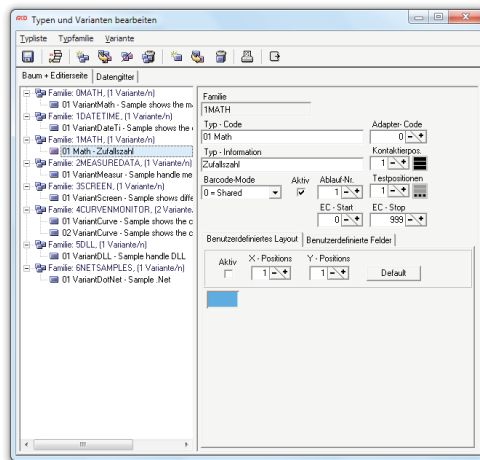 Typen und Varianten bearbeiten
Typliste Typfamilie Variante
Baum + Editierseite Datengitter
Familie: 0MATH, (1 Variante/n)
01 VariantMath - Sample shows the m
Familie: 1DATETIME, (1 Variante/n)
01 VariantDateTi - Sample shows the
Familie: 1MATH, (1 Variante/n)
01 Math - Zufallszahl
Familie: 2MEASUREDATA, (1 Variante/n)
01 VariantMeasur - Sample handle me
Familie: 3SCREEN, (1 Variante/n)
01 VariantScreen - Sample shows diffe
Familie: 4CURVENMONITOR, (2 Variante/
01 VariantCurve - Sample shows the c
02 VariantCurve - Sample shows the c
Familie: 5DLL, (1 Variante/n)
01 VariantDLL - Sample handle DLL
Familie: 6NETSAMPLES, (1 Variante/n)
01 VariantDotNet - Sample .Net
Familie
1MATH
Typ - Code Adapter- Code
01 Math 0
Typ - Information Kontaktierpos.
Zufallszahl 1
Barcode-Mode Aktiv Ablauf-Nr. Testpositionen
0 = Shared 1 1
EC - Start EC - Stop
0 999
Benutzerdefiniertes Layout Benutzerdefinierte Felder
Aktiv X - Positions Y - Positions
1 1 Default